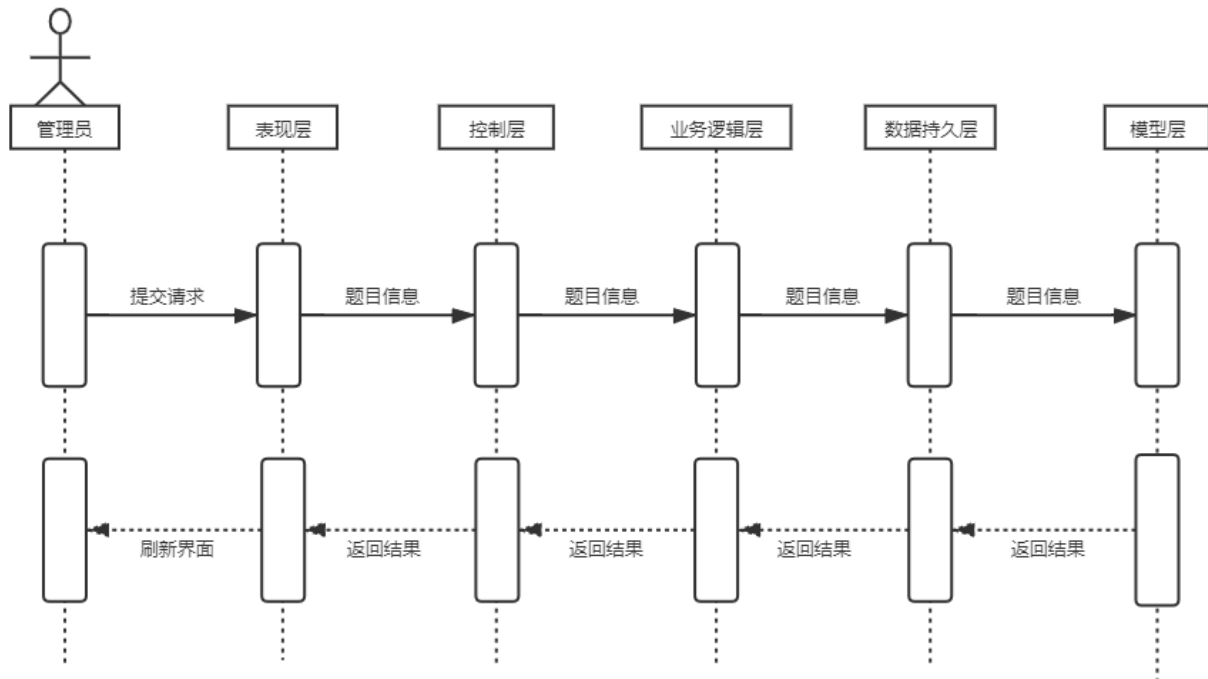 管理员
表现层
控制层
业务逻辑层
数据持久层
模型层
提交请求
题目信息
题目信息
题目信息
题目信息
刷新界面
返回结果
返回结果
返回结果
返回结果